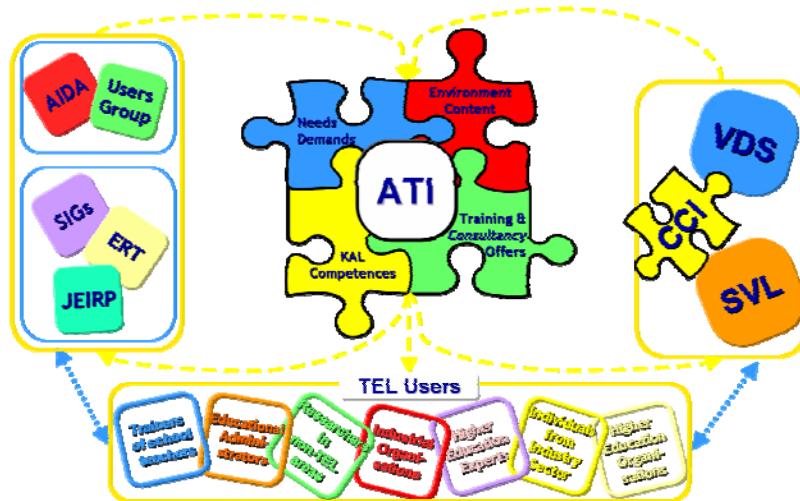 AIDA
Users
Group
SIGs
ERT
JEIRP
Needs
Demands
Environment
Content
ATI
KAL
Competences
Training &
Consultancy
Offers
VDS
CCI
SVL
TEL Users
Trainers
of school
teachers
Educational
Adminis-
trators
Researchers
in
non-TEL
areas
Industrial
Organi-
sations
Higher
Education
Experts
Individuals
from
Industry
Sector
Higher
Education
Organi-
sations